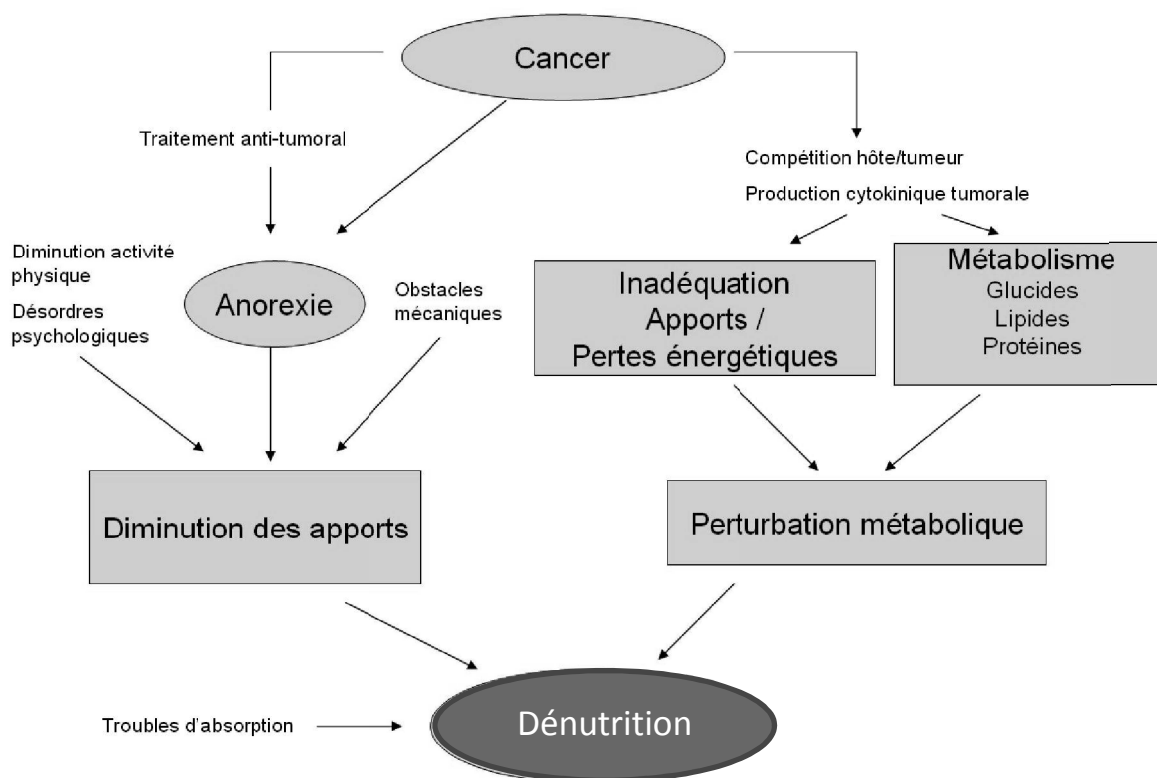 Cancer
Traitement anti-tumoral
Compétition hôte/tumeur
Production cytokinique tumorale
Diminution activité
physique
Désordres
psychologiques
Anorexie
Obstacles
mécaniques
Inadéquation
Apports /
Pertes énergétiques
Métabolisme
Glucides
Lipides
Protéines
Diminution des apports
Perturbation métabolique
Troubles d'absorption
Dénutrition